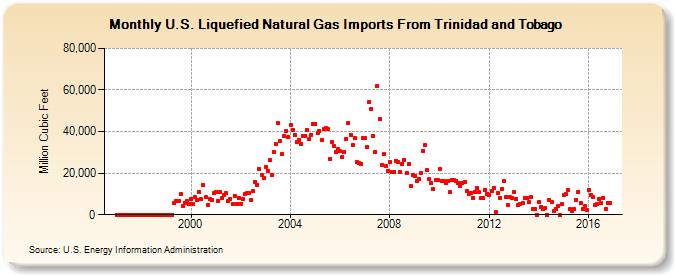 Monthly U.S. Liquefied Natural Gas Imports From Trinidad and Tobago
Million Cubic Feet
80,000
60,000
40,000
20,000
0
2000 2004 2008 2012 2016
Source: U.S. Energy Information Administration